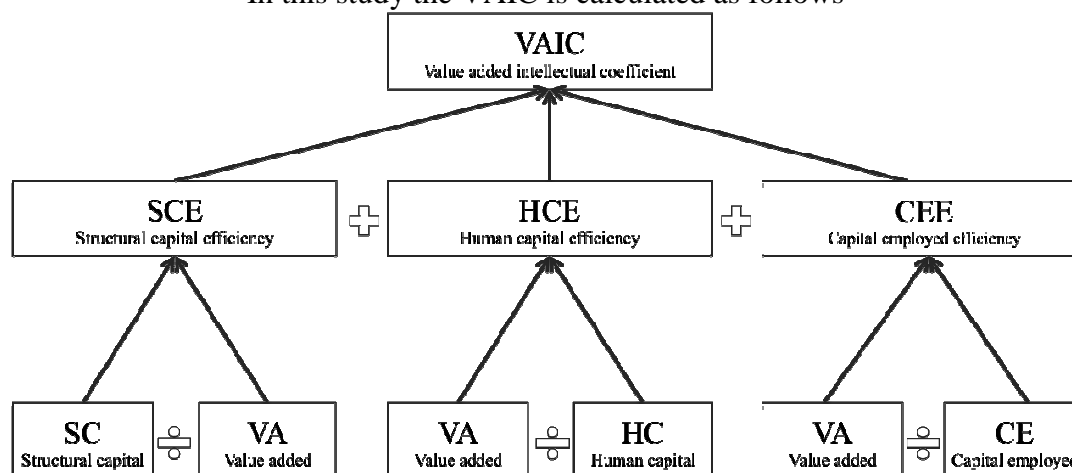 In this study the VAIC is calculated as follows
VAIC
Value added intellectual coefficient
SCE
Structural capital efficiency
+
HCE
Human capital efficiency
+
CEE
Capital employed efficiency
SC
Structural capital
÷
VA
Value added
VA
Value added
÷
HC
Human capital
VA
Value added
÷
CE
Capital employed